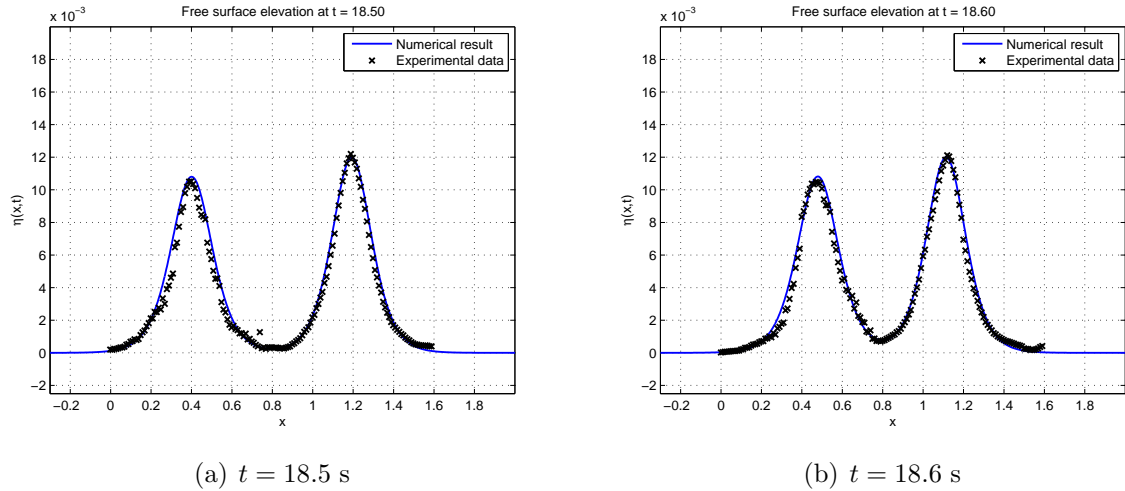 Free surface elevation at t = 18.50
x 10⁻³
20
18
16
14
12
10
8
6
4
2
0
−2
η(x,t)
Numerical result
Experimental data
−0.2 0 0.2 0.4 0.6 0.8 1 1.2 1.4 1.6 1.8
x
(a) t = 18.5 s
Free surface elevation at t = 18.60
x 10⁻³
20
18
16
14
12
10
8
6
4
2
0
−2
η(x,t)
Numerical result
Experimental data
−0.2 0 0.2 0.4 0.6 0.8 1 1.2 1.4 1.6 1.8
x
(b) t = 18.6 s